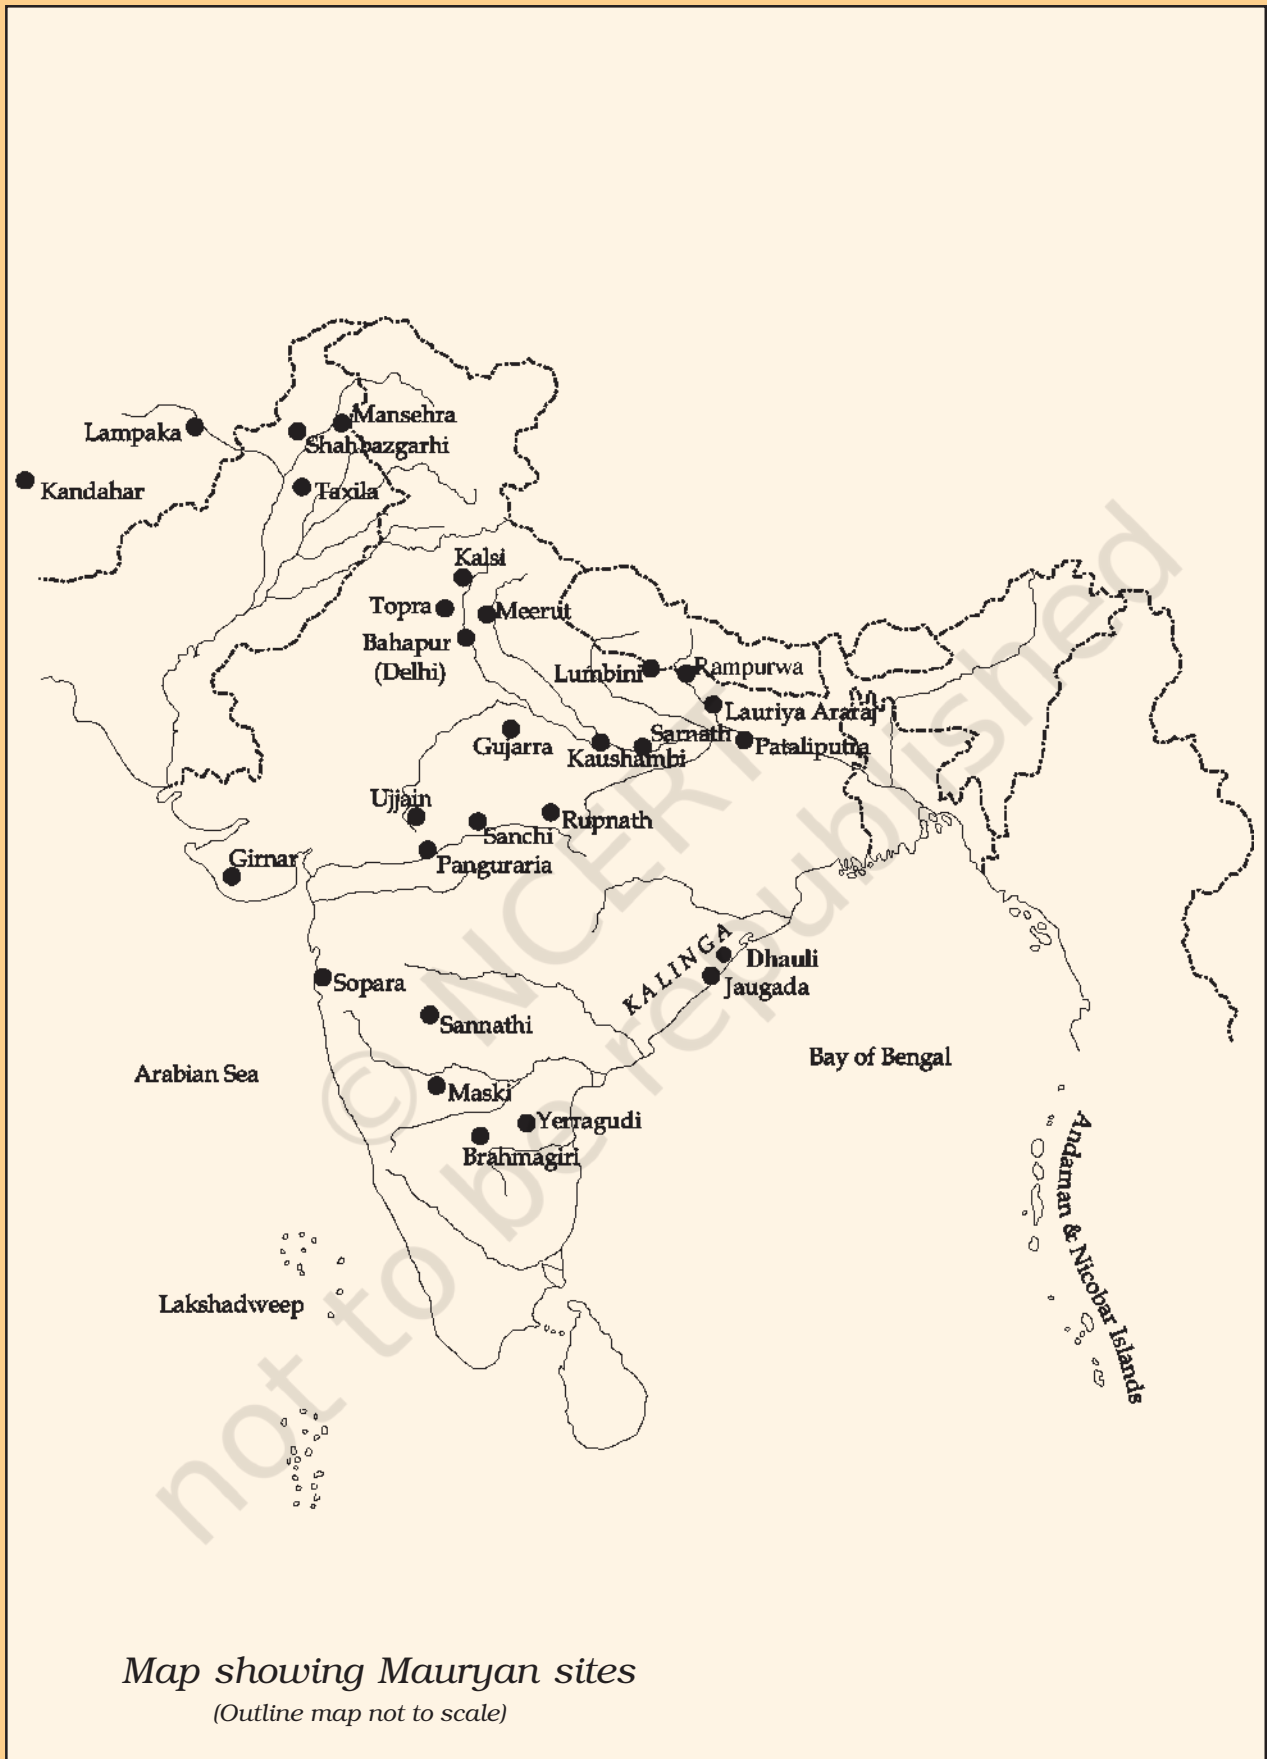 Mansehra
Lampaka
Shahbazgarhi
Kandahar
Taxila
Kalsi
Topra
Meerut
Bahapur
(Delhi)
Lumbini
Rampurwa
Lauriya Araraj
Sarnath
Gujarra
Kaushambi
Pataliputra
Ujjain
Rupnath
Sanchi
Girnar
Panguraria
KALINGA
Dhauli
Sopara
Jaugada
Sannathi
Bay of Bengal
Arabian Sea
Maski
Yerragudi
Brahmagiri
Andaman & Nicobar Islands
Lakshadweep
© NCERT
not to be republished
Map showing Mauryan sites
(Outline map not to scale)